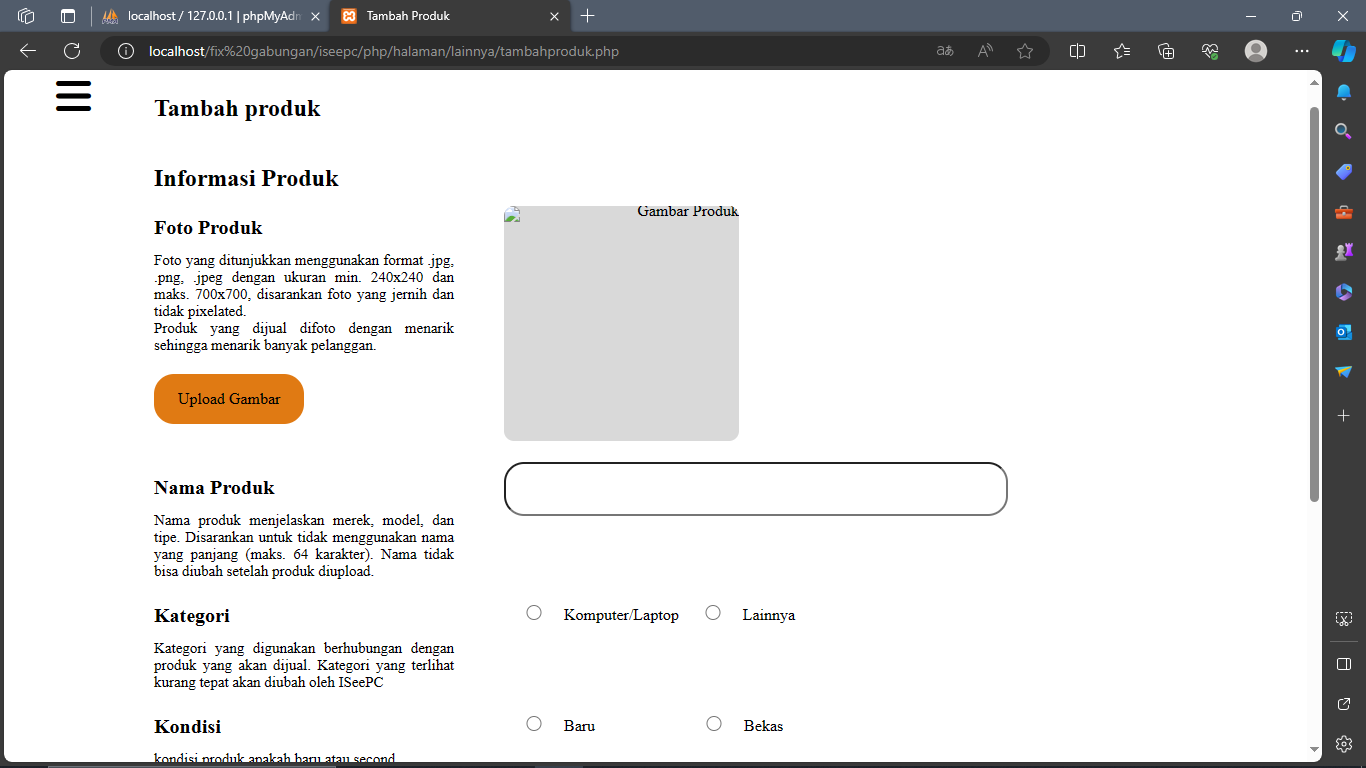 localhost / 127.0.0.1 | phpMyAdm
Tambah Produk
localhost/fix%20gabungan/iseepc/php/halaman/lainnya/tambahproduk.php
Tambah produk
Informasi Produk
Foto Produk
Gambar Produk
Foto yang ditunjukkan menggunakan format .jpg,
.png, .jpeg dengan ukuran min. 240x240 dan
maks. 700x700, disarankan foto yang jernih dan
tidak pixelated.
Produk yang dijual difoto dengan menarik
sehingga menarik banyak pelanggan.
Upload Gambar
Nama Produk
Nama produk menjelaskan merek, model, dan
tipe. Disarankan untuk tidak menggunakan nama
yang panjang (maks. 64 karakter). Nama tidak
bisa diubah setelah produk diupload.
Kategori
Komputer/Laptop
Lainnya
Kategori yang digunakan berhubungan dengan
produk yang akan dijual. Kategori yang terlihat
kurang tepat akan diubah oleh ISeePC
Kondisi
Baru
Bekas
kondisi produk apakah baru atau second